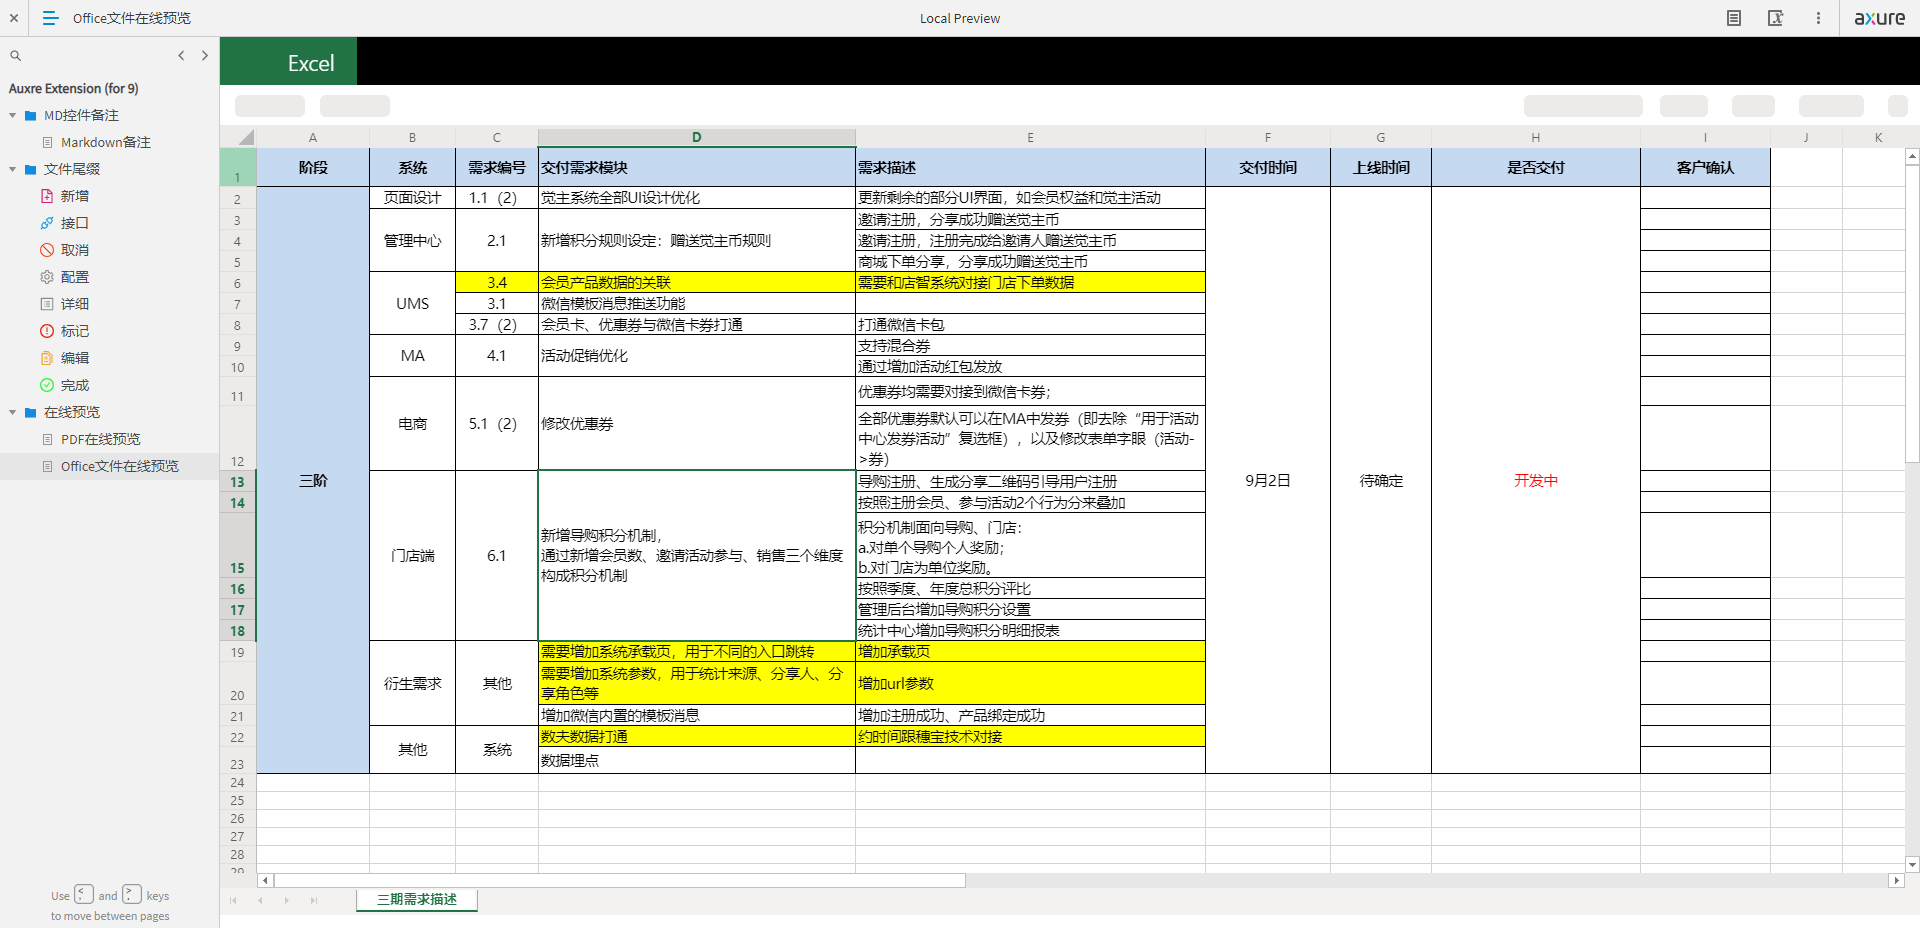 Office文件在线预览
Local Preview
axure
Auxre Extension (for 9)
MD控件备注
Markdown备注
文件尾缀
新增
接口
取消
配置
详细
标记
编辑
完成
在线预览
PDF在线预览
Office文件在线预览
Use < , and > . keys
to move between pages
Excel
A B C D E F G H I J K
1 阶段 系统 需求编号 交付需求模块 需求描述 交付时间 上线时间 是否交付 客户确认
2 页面设计 1.1（2） 觉主系统全部UI设计优化 更新剩余的部分UI界面，如会员权益和觉主活动
3 邀请注册，分享成功赠送觉主币
4 管理中心 2.1 新增积分规则设定：赠送觉主币规则 邀请注册，注册完成给邀请人赠送觉主币
5 商城下单分享，分享成功赠送觉主币
6 3.4 会员产品数据的关联 需要和店智系统对接门店下单数据
7 UMS 3.1 微信模板消息推送功能
8 3.7（2） 会员卡、优惠券与微信卡券打通 打通微信卡包
9 支持混合券
MA 4.1 活动促销优化
10 通过增加活动红包发放
11 优惠券均需要对接到微信卡券；
电商 5.1（2） 修改优惠券
全部优惠券默认可以在MA中发券（即去除“用于活动
中心发券活动”复选框），以及修改表单字眼（活动-
12 >券）
13 三阶 导购注册、生成分享二维码引导用户注册 9月2日 待确定 开发中
14 按照注册会员、参与活动2个行为分来叠加
积分机制面向导购、门店：
新增导购积分机制，
a.对单个导购个人奖励；
门店端 6.1 通过新增会员数、邀请活动参与、销售三个维度
15 b.对门店为单位奖励。
构成积分机制
16 按照季度、年度总积分评比
17 管理后台增加导购积分设置
18 统计中心增加导购积分明细报表
19 需要增加系统承载页，用于不同的入口跳转 增加承载页
需要增加系统参数，用于统计来源、分享人、分
衍生需求 其他 增加url参数
20 享角色等
21 增加微信内置的模板消息 增加注册成功、产品绑定成功
22 数夫数据打通 约时间跟穗宝技术对接
其他 系统
23 数据埋点
24
25
26
27
28
29
三期需求描述